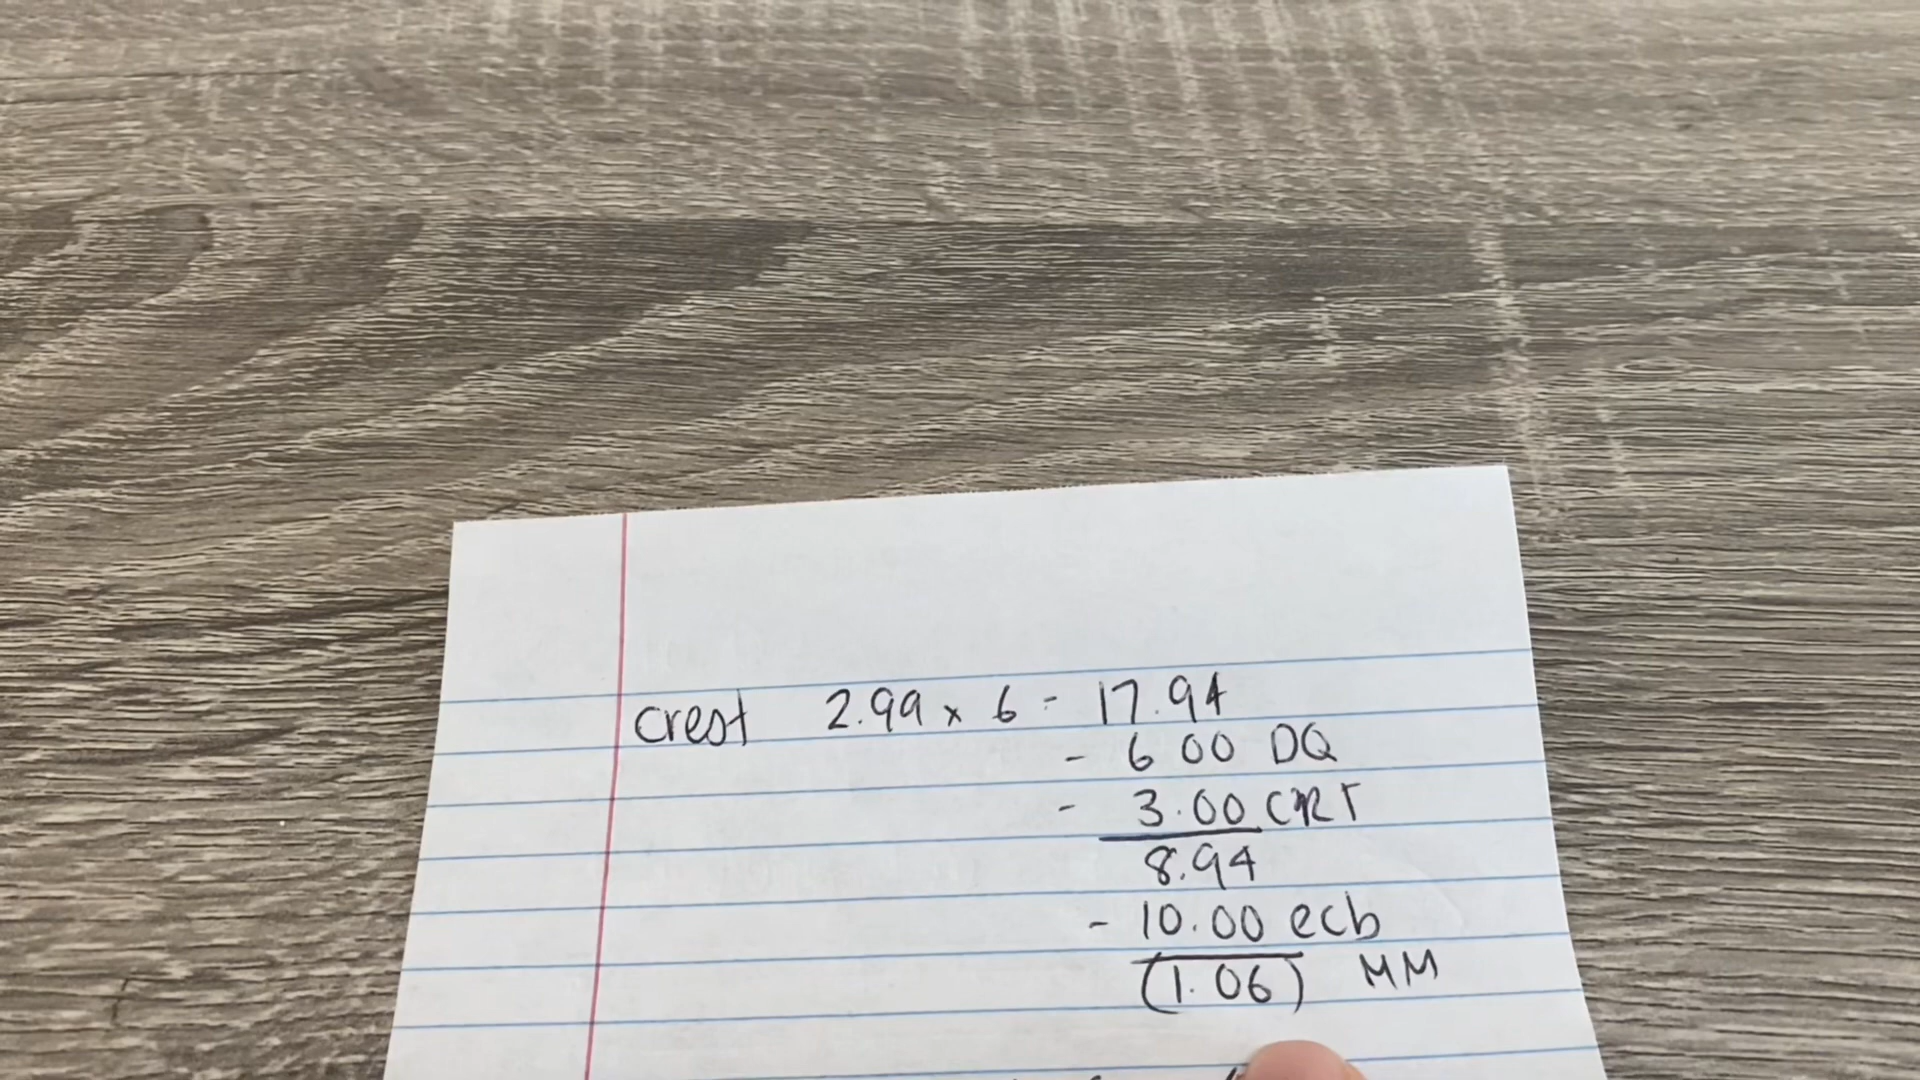 Crest 2.99 x 6 - 17.94
- 6 00 DQ
- 3.00 CRT
8.94
- 10.00 ecb
(1.06) MM